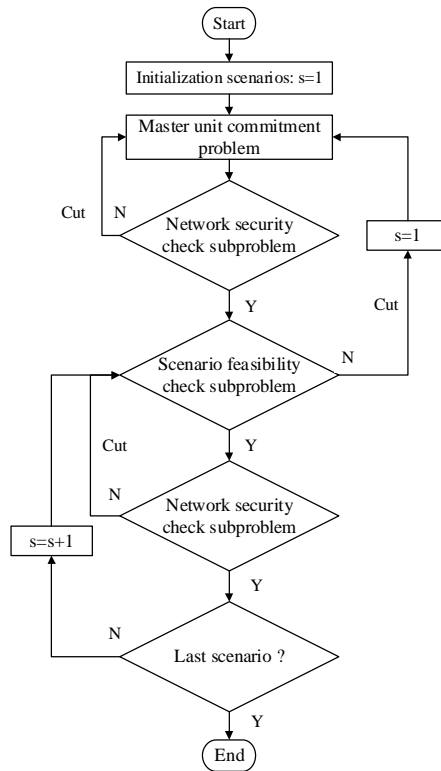 Start
Initialization scenarios: s=1
Master unit commitment
problem
Cut
N
Network security
check subproblem
s=1
Y
Cut
Scenario feasibility
check subproblem
N
Y
Cut
N
Network security
check subproblem
s=s+1
Y
N
Last scenario ?
Y
End